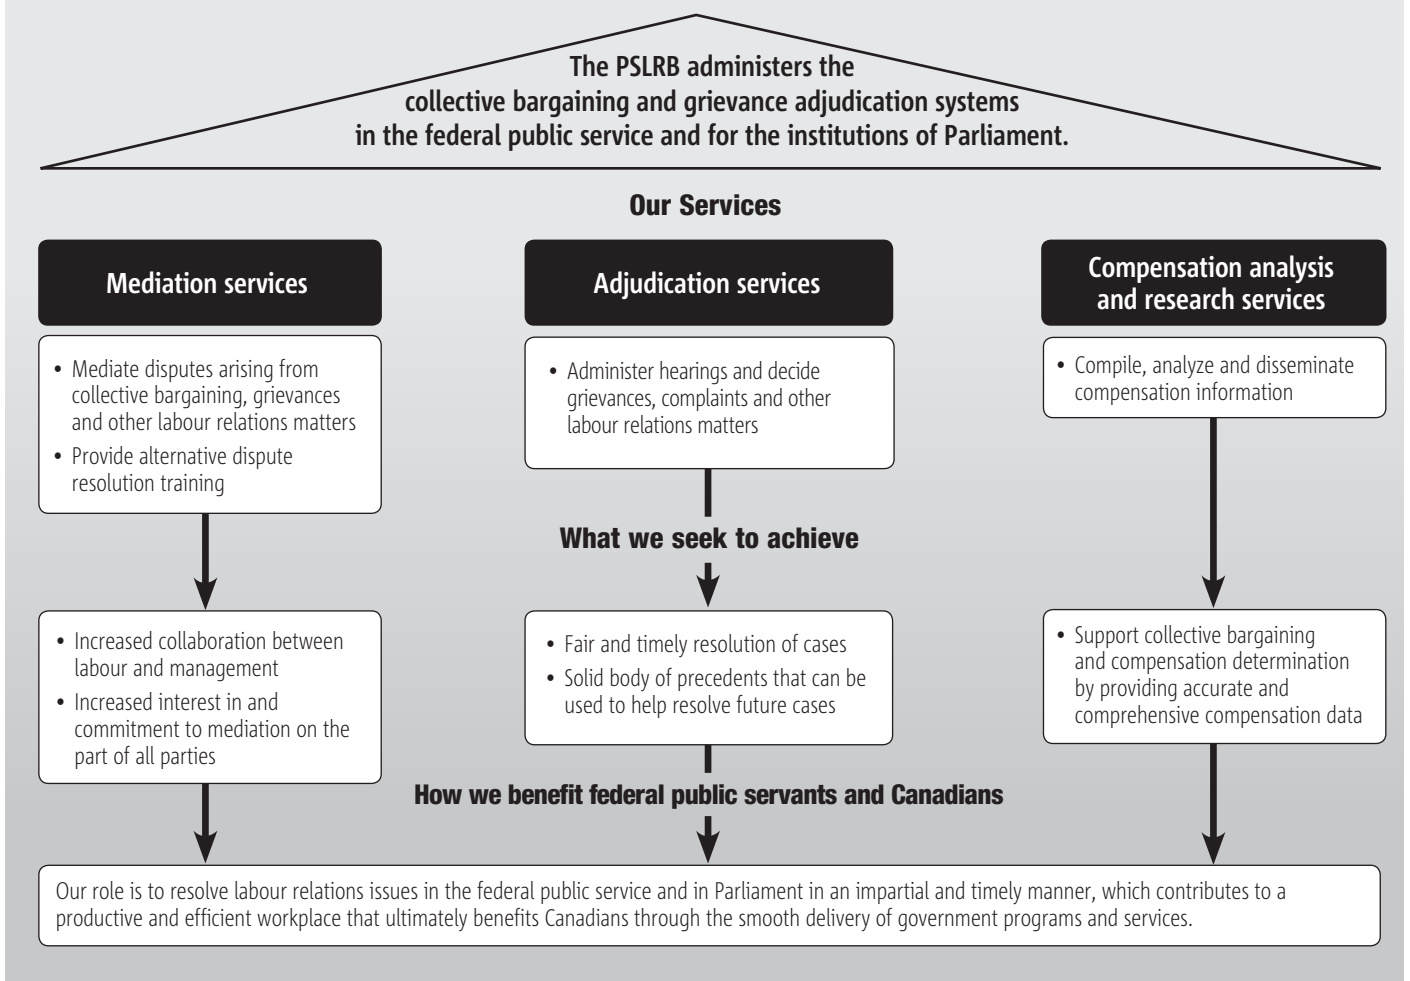 The PSLRB administers the
collective bargaining and grievance adjudication systems
in the federal public service and for the institutions of Parliament.
Our Services
Mediation services
• Mediate disputes arising from
collective bargaining, grievances
and other labour relations matters
• Provide alternative dispute
resolution training
Adjudication services
• Administer hearings and decide
grievances, complaints and other
labour relations matters
Compensation analysis
and research services
• Compile, analyze and disseminate
compensation information
What we seek to achieve
• Increased collaboration between
labour and management
• Increased interest in and
commitment to mediation on the
part of all parties
• Fair and timely resolution of cases
• Solid body of precedents that can be
used to help resolve future cases
• Support collective bargaining
and compensation determination
by providing accurate and
comprehensive compensation data
How we benefit federal public servants and Canadians
Our role is to resolve labour relations issues in the federal public service and in Parliament in an impartial and timely manner, which contributes to a
productive and efficient workplace that ultimately benefits Canadians through the smooth delivery of government programs and services.